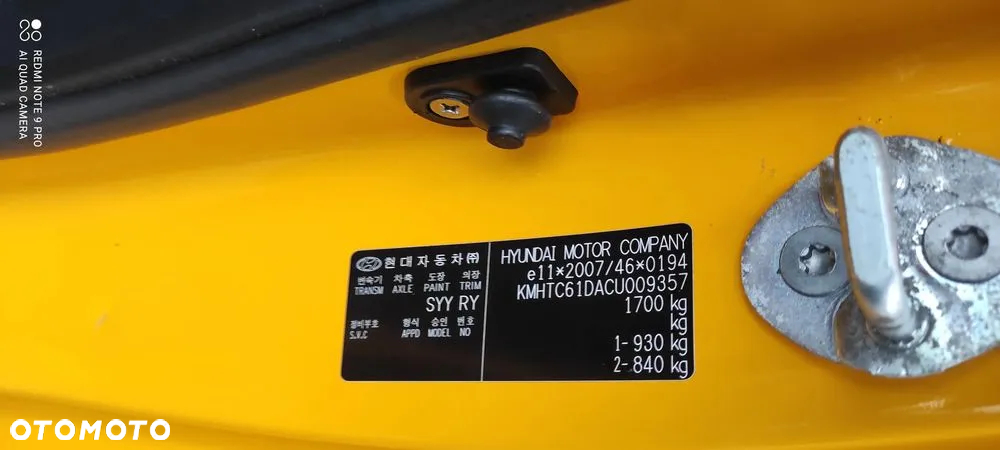 REDMI NOTE 9 PRO
AI QUAD CAMERA
현대자동차㈜
변속기 차축 도장 의장
TRANSM AXLE PAINT TRIM
SYY RY
정비부호 형식 승인 번호
S.V.C APPD MODEL NO
HYUNDAI MOTOR COMPANY
e11*2007/46*0194
KMHTC61DACU009357
1700 kg
kg
1- 930 kg
2- 840 kg
OTOMOTO